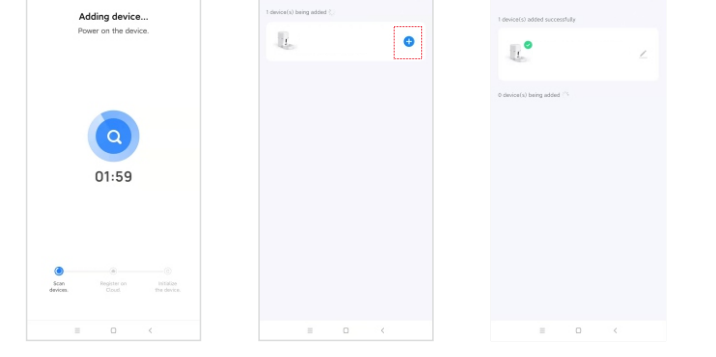 Adding device...
Power on the device.
01:59
Scan
devices
Register on
Cloud
Initialize
the device
1 device(s) being added
1 device(s) added successfully
0 device(s) being added